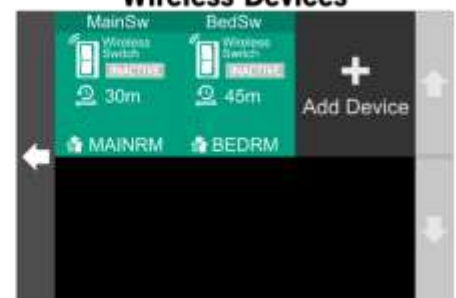 Wireless Devices
MainSw
Wireless
Switch
INACTIVE
30m
MAINRM
BedSw
Wireless
Switch
INACTIVE
45m
BEDRM
Add Device